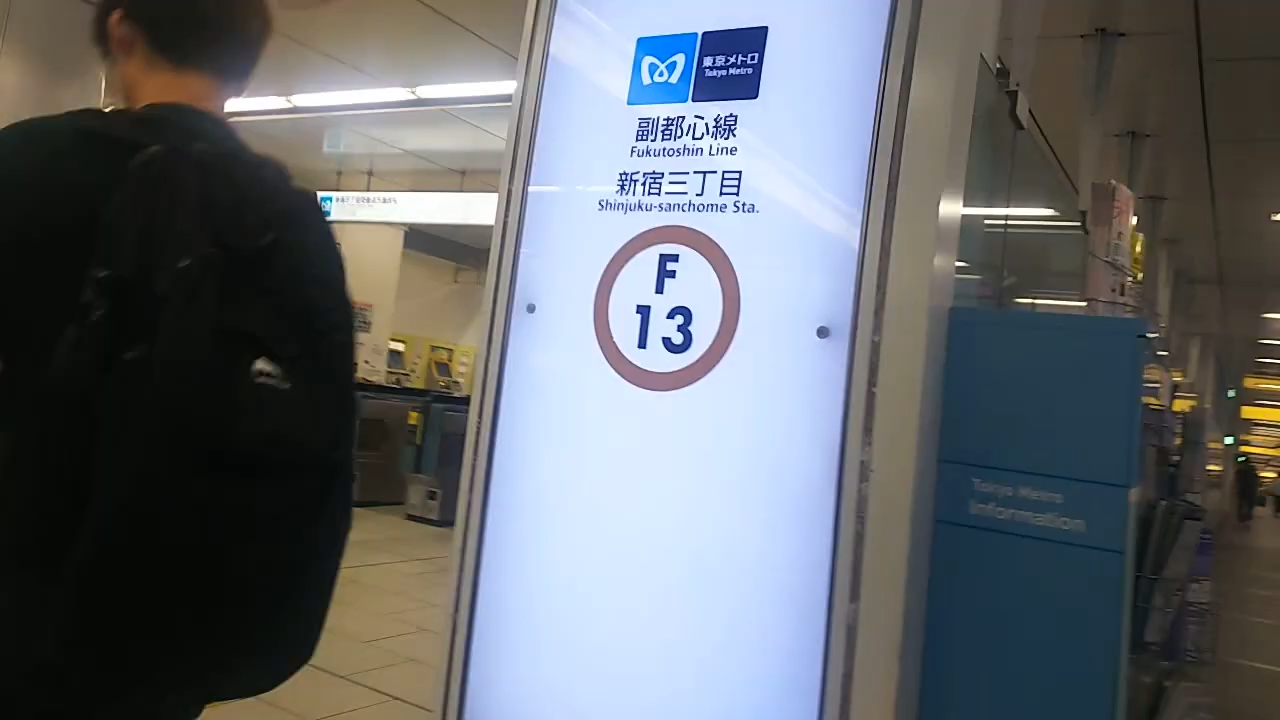 東京メトロ
Tokyo Metro
副都心線
Fukutoshin Line
新宿三丁目
Shinjuku-sanchome Sta.
F
13
Tokyo Metro
Information